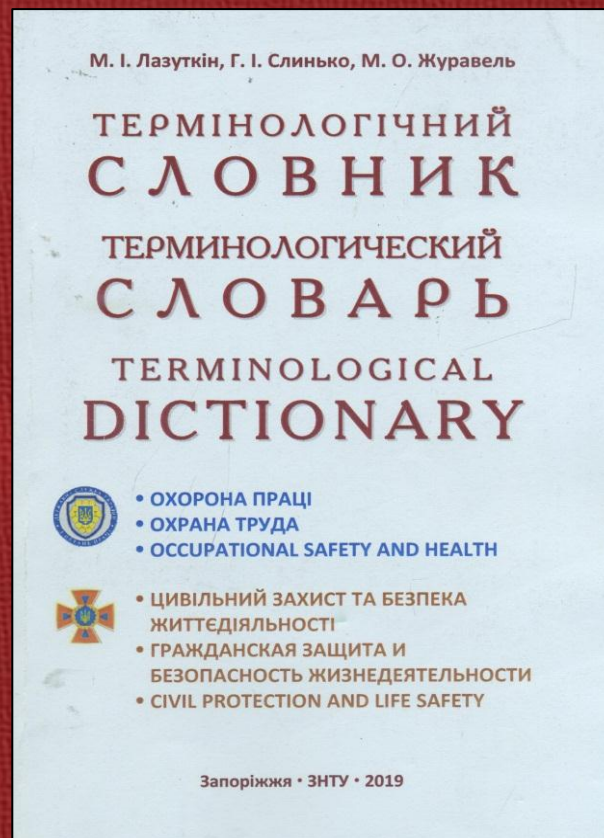 М. І. Лазуткін, Г. І. Слинько, М. О. Журавель
ТЕРМІНОЛОГІЧНИЙ
СЛОВНИК
ТЕРМИНОЛОГИЧЕСКИЙ
СЛОВАРЬ
TERMINOLOGICAL
DICTIONARY
• ОХОРОНА ПРАЦІ
• ОХРАНА ТРУДА
• OCCUPATIONAL SAFETY AND HEALTH
• ЦИВІЛЬНИЙ ЗАХИСТ ТА БЕЗПЕКА
ЖИТТЄДІЯЛЬНОСТІ
• ГРАЖДАНСКАЯ ЗАЩИТА И
БЕЗОПАСНОСТЬ ЖИЗНЕДЕЯТЕЛЬНОСТИ
• CIVIL PROTECTION AND LIFE SAFETY
Запоріжжя • ЗНТУ • 2019